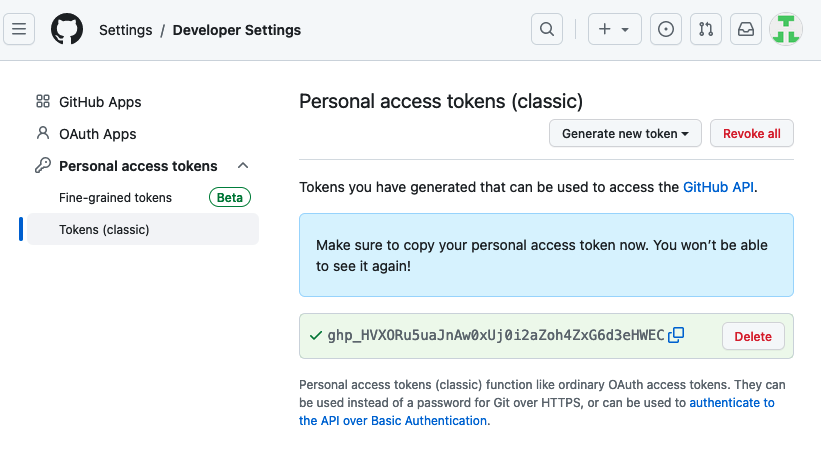 Settings / Developer Settings
GitHub Apps
OAuth Apps
Personal access tokens
Fine-grained tokens Beta
Tokens (classic)
Personal access tokens (classic)
Generate new token Revoke all
Tokens you have generated that can be used to access the GitHub API.
Make sure to copy your personal access token now. You won’t be able
to see it again!
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 Delete
Personal access tokens (classic) function like ordinary OAuth access tokens. They can
be used instead of a password for Git over HTTPS, or can be used to authenticate to
the API over Basic Authentication.